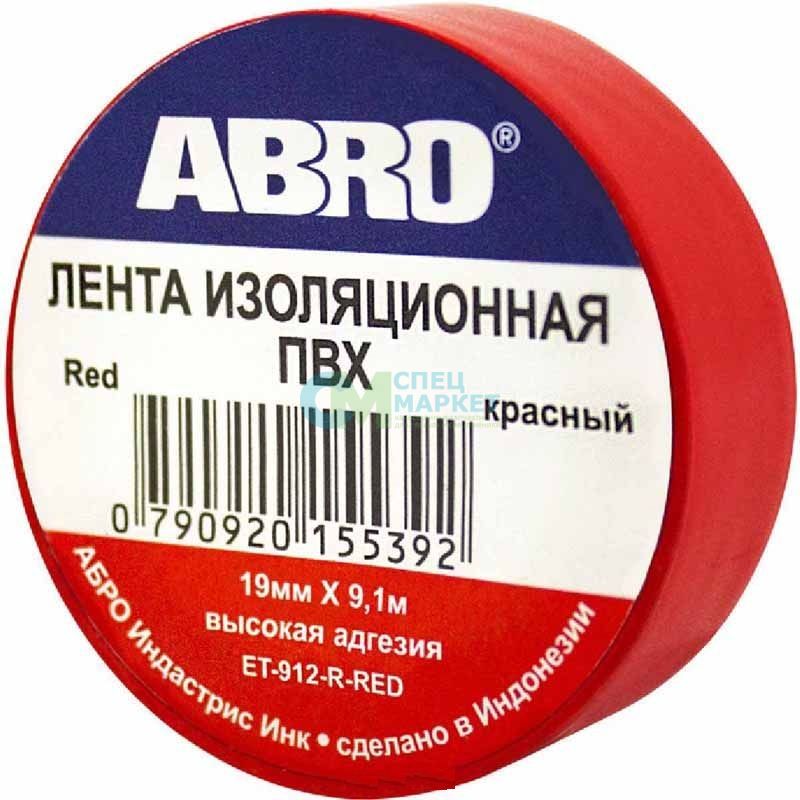 ABRO®
ЛЕНТА ИЗОЛЯЦИОННАЯ
ПВХ
Red
СПЕЦ
МАРКЕТ
красный
0 790920 155392
19мм X 9,1м
высокая адгезия
ET-912-R-RED
АБРО Индастрис Инк • сделано в Индонезии